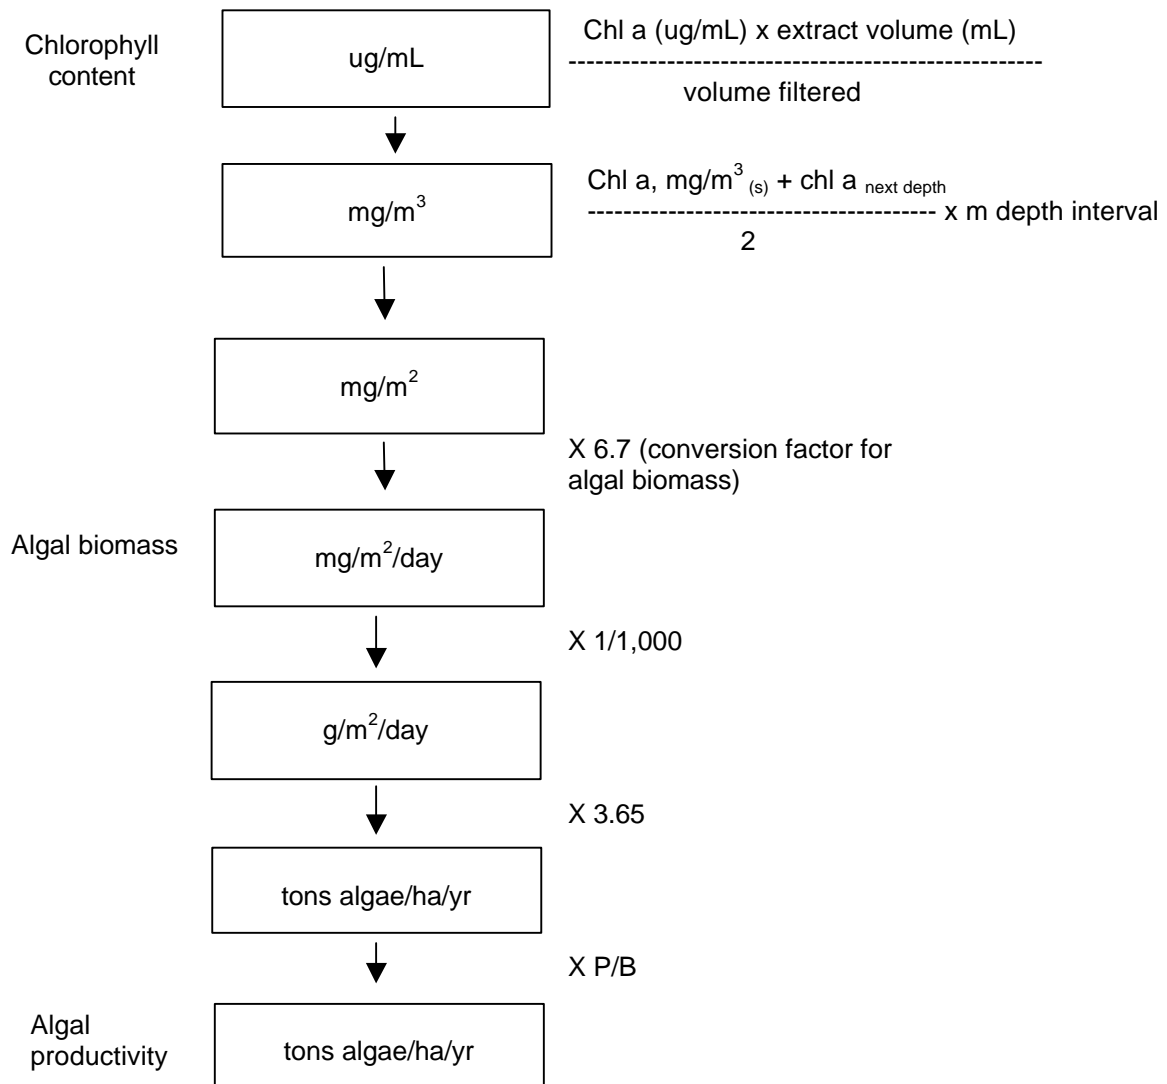 Chlorophyll
content
ug/mL
Chl a (ug/mL) x extract volume (mL)
----------------------------------------------------
volume filtered
mg/m³
Chl a, mg/m³ (s) + chl a next depth
--------------------------------------- x m depth interval
2
mg/m²
X 6.7 (conversion factor for
algal biomass)
Algal biomass
mg/m²/day
X 1/1,000
g/m²/day
X 3.65
tons algae/ha/yr
X P/B
Algal
productivity
tons algae/ha/yr